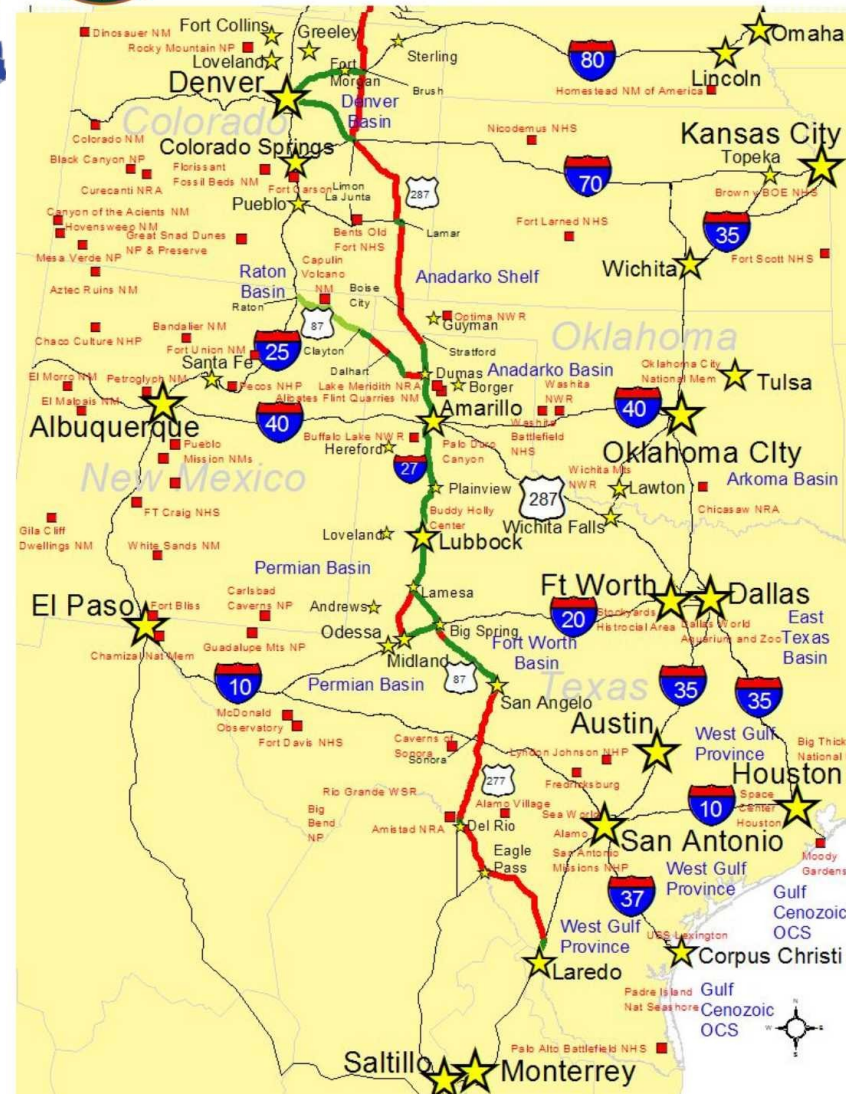 Fort Collins
Greeley
Omaha
Dinosauer NM
Rocky Mountain NP
Sterling
80
Loveland
Fort
Morgan
Lincoln
Denver
Brush
Homestead NM of America
Denver
Basin
Colorado
Colorado NM
Nicodemus NHS
Kansas City
Colorado Springs
Topeka
Black Canyon NP
Florissant
Fossil Beds NM
Curecanti NRA
Fort Carson
Limon
La Junta
287
70
Brown v BOE NHS
Pueblo
Canyon of the Acients NM
Hovensweep NM
Great Snad Dunes
NP & Preserve
Bents Old
Fort NHS
Lamar
Fort Larned NHS
35
Mesa Verde NP
Fort Scott NHS
Wichita
Raton
Basin
Capulin
Volcano
NM
Anadarko Shelf
Aztec Ruins NM
Boise
City
Raton
Optima NWR
Guyman
87
Chaco Culture NHP
Bandalier NM
Oklahoma
Fort Union NM
25
Clayton
Stratford
Santa Fe
Dalhart
Dumas
Anadarko Basin
Oklahoma City
National Mem
El Morro NM
Petroglyph NM
Pecos NHP
Lake Meridith NRA
Borger
Washita
NWR
Tulsa
El Malpais NM
Alibates Flint Quarries NM
Amarillo
40
Albuquerque
40
Washita
Battlefield
NHS
Oklahoma CIty
Buffalo Lake NWR
Palo Duro
Canyon
Pueblo
Mission NMs
Hereford
27
Wichita Mts
NWR
Arkoma Basin
New Mexico
Plainview
287
Lawton
FT Craig NHS
Buddy Holly
Center
Chicasaw NRA
Gila Cliff
Dwellings NM
Wichita Falls
Loveland
Lubbock
White Sands NM
Permian Basin
Lamesa
Ft Worth
Dallas
El Paso
Fort Bliss
Carlsbad
Caverns NP
Andrews
20
Stockyards
Histrocial Area
Dallas World
Aquarium and Zoo
East
Texas
Basin
Odessa
Big Spring
Fort Worth
Basin
Chamizal Nat Mem
Guadalupe Mts NP
Midland
10
Permian Basin
87
Texas
San Angelo
35
35
McDonald
Observatory
Fort Davis NHS
Austin
West Gulf
Province
Caverns of
Sonora
Sonora
Lyndon Johnson NHP
Big Thick
National
Fredricksburg
Houston
277
Rio Grande WSR
Alamo Village
Sea World
10
Space
Center
Houston
Big
Bend
NP
Amistad NRA
Del Rio
Alamo
San Antonio
Eagle
Pass
San Antonio
Missions NHP
Moody
Gardens
West Gulf
Province
37
Gulf
Cenozoic
OCS
West Gulf
Province
USS Lexington
Corpus Christi
Laredo
Padre Island
Nat Seashore
Gulf
Cenozoic
OCS
N
W
E
S
Palo Alto Battlefield NHS
Saltillo
Monterrey